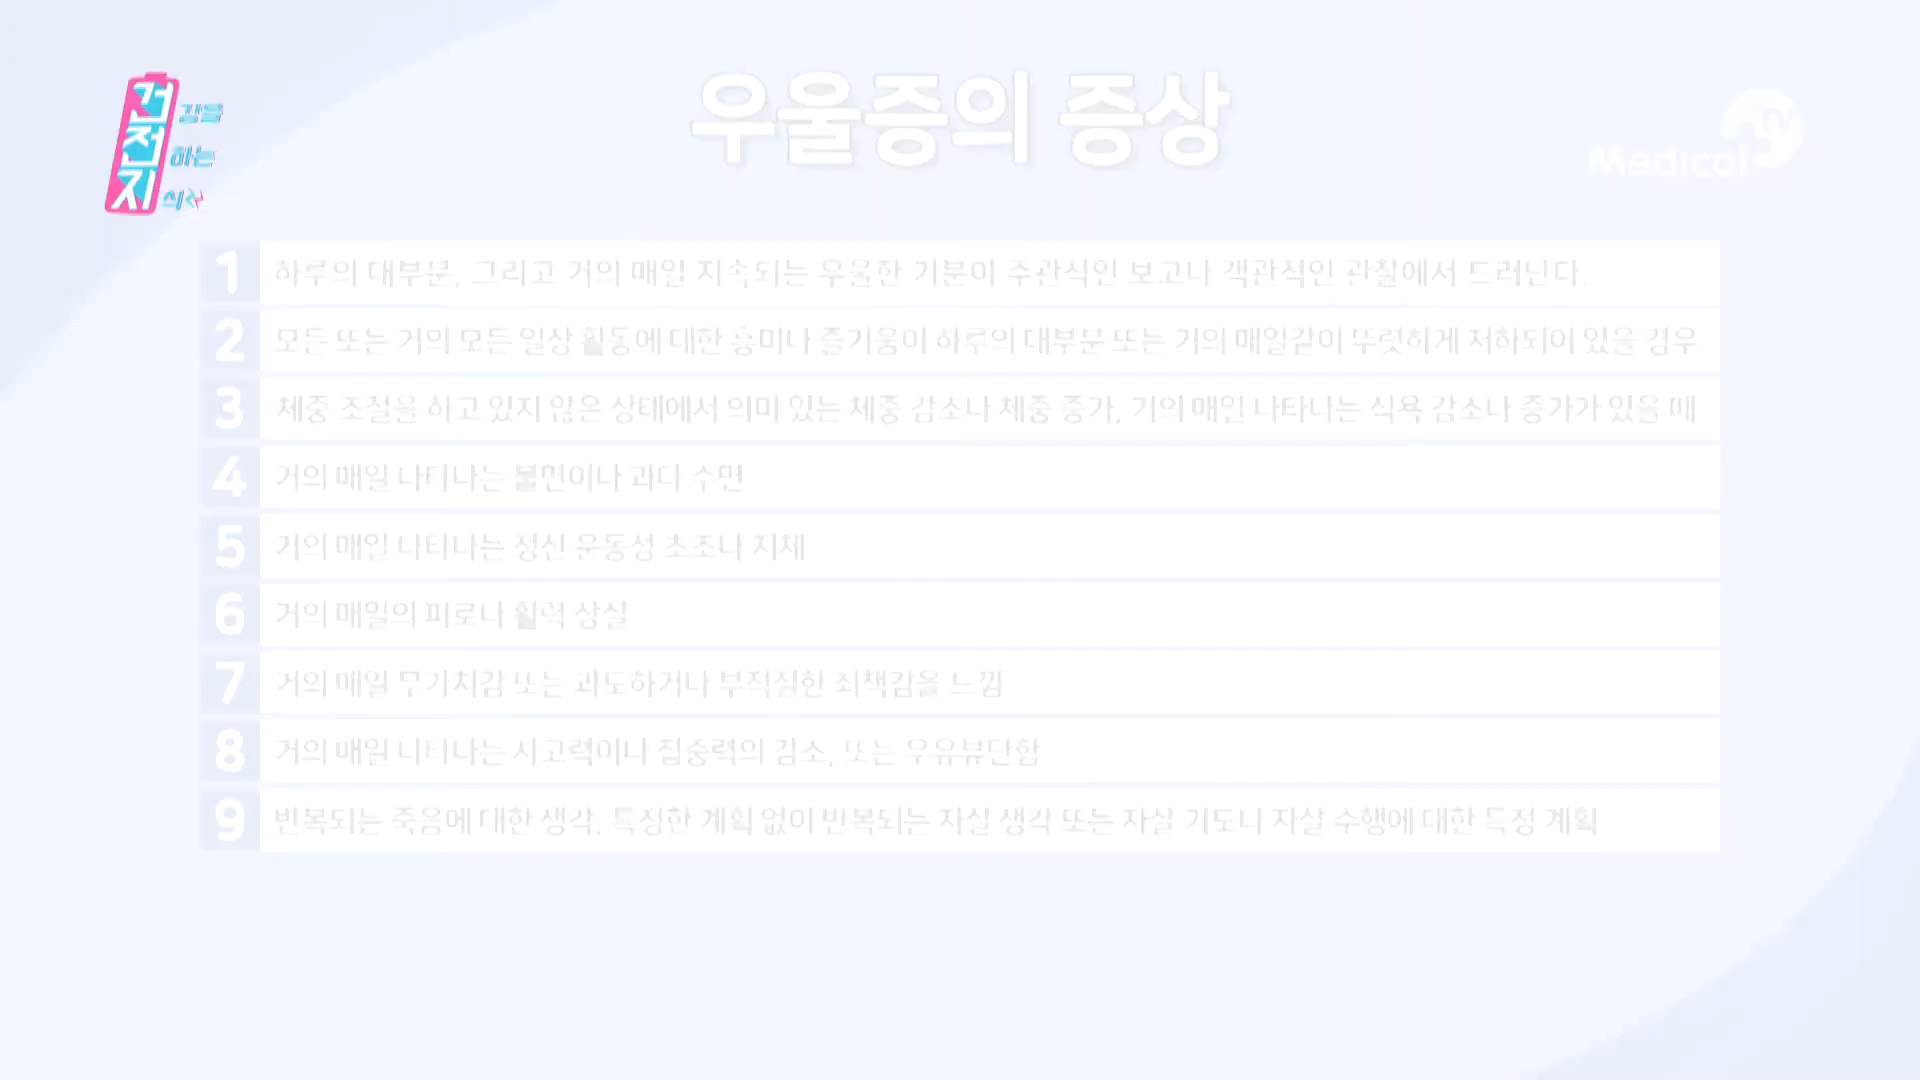 건강을
전하는
지식
우울증의 증상
Medical TV
1 하루의 대부분, 그리고 거의 매일 지속되는 우울한 기분이 주관적인 보고나 객관적인 관찰에서 드러난다.
2 모든 또는 거의 모든 일상 활동에 대한 흥미나 즐거움이 하루의 대부분 또는 거의 매일같이 뚜렷하게 저하되어 있을 경우
3 체중 조절을 하고 있지 않은 상태에서 의미 있는 체중 감소나 체중 증가, 거의 매일 나타나는 식욕 감소나 증가가 있을 때
4 거의 매일 나타나는 불면이나 과다 수면
5 거의 매일 나타나는 정신 운동성 초조나 지체
6 거의 매일의 피로나 활력 상실
7 거의 매일 무가치감 또는 과도하거나 부적절한 죄책감을 느낌
8 거의 매일 나타나는 사고력이나 집중력의 감소, 또는 우유부단함
9 반복되는 죽음에 대한 생각, 특정한 계획 없이 반복되는 자살 생각 또는 자살 기도나 자살 수행에 대한 특정 계획